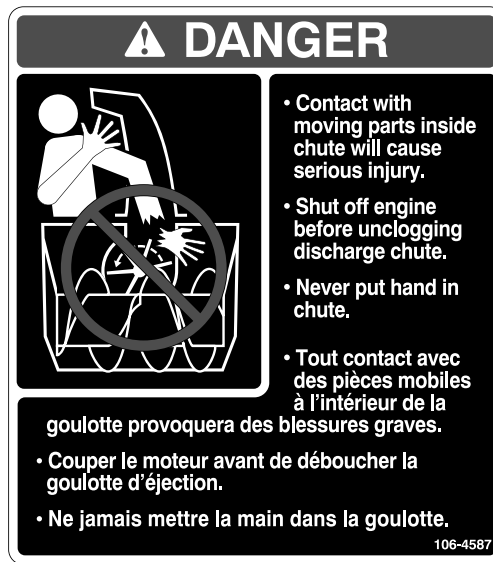 DANGER
• Contact with
moving parts inside
chute will cause
serious injury.
• Shut off engine
before unclogging
discharge chute.
• Never put hand in
chute.
• Tout contact avec
des pièces mobiles
à l'intérieur de la
goulotte provoquera des blessures graves.
• Couper le moteur avant de déboucher la
goulotte d'éjection.
• Ne jamais mettre la main dans la goulotte.
106-4587